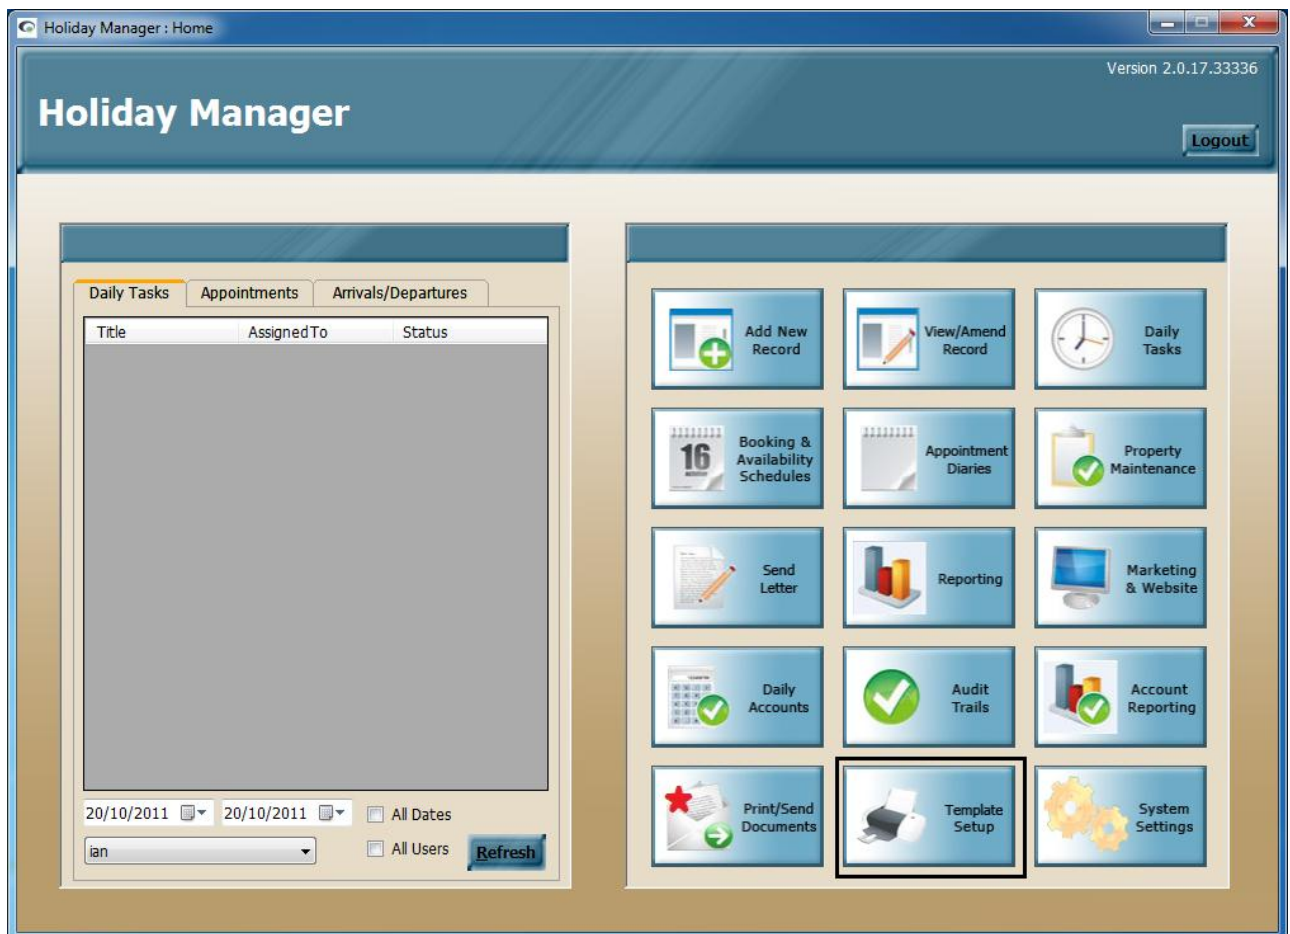 Holiday Manager : Home
Version 2.0.17.33336
Holiday Manager
Logout
Daily Tasks Appointments Arrivals/Departures
Title AssignedTo Status
20/10/2011 20/10/2011 All Dates
ian All Users Refresh
Add New
Record
View/Amend
Record
Daily
Tasks
16
Booking &
Availability
Schedules
Appointment
Diaries
Property
Maintenance
Send
Letter
Reporting
Marketing
& Website
Daily
Accounts
Audit
Trails
Account
Reporting
Print/Send
Documents
Template
Setup
System
Settings